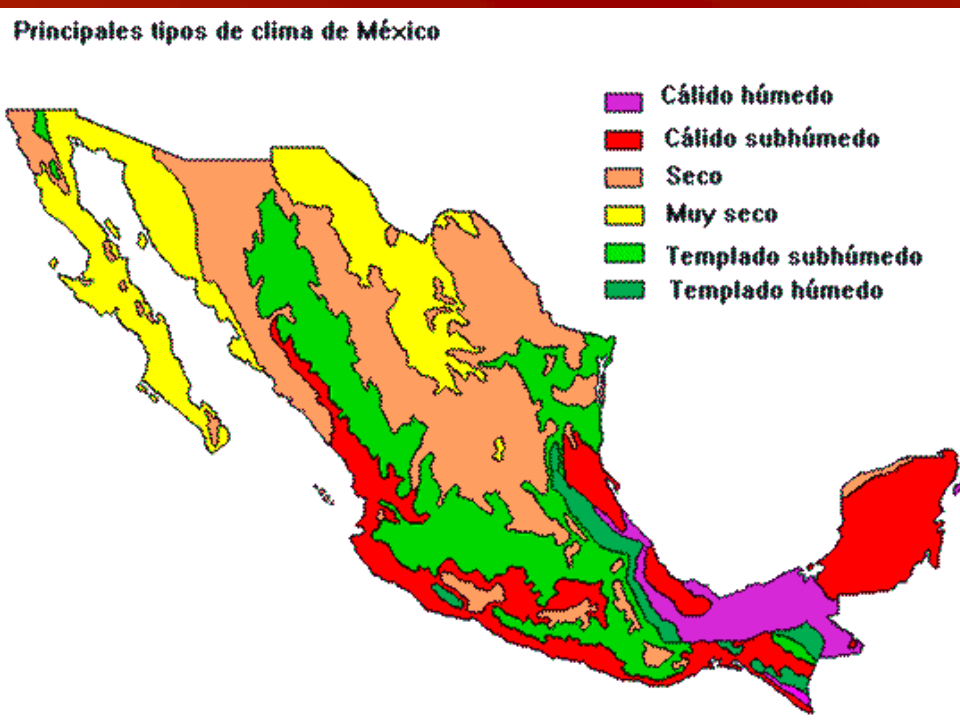 Principales tipos de clima de México
Cálido húmedo
Cálido subhúmedo
Seco
Muy seco
Templado subhúmedo
Templado húmedo